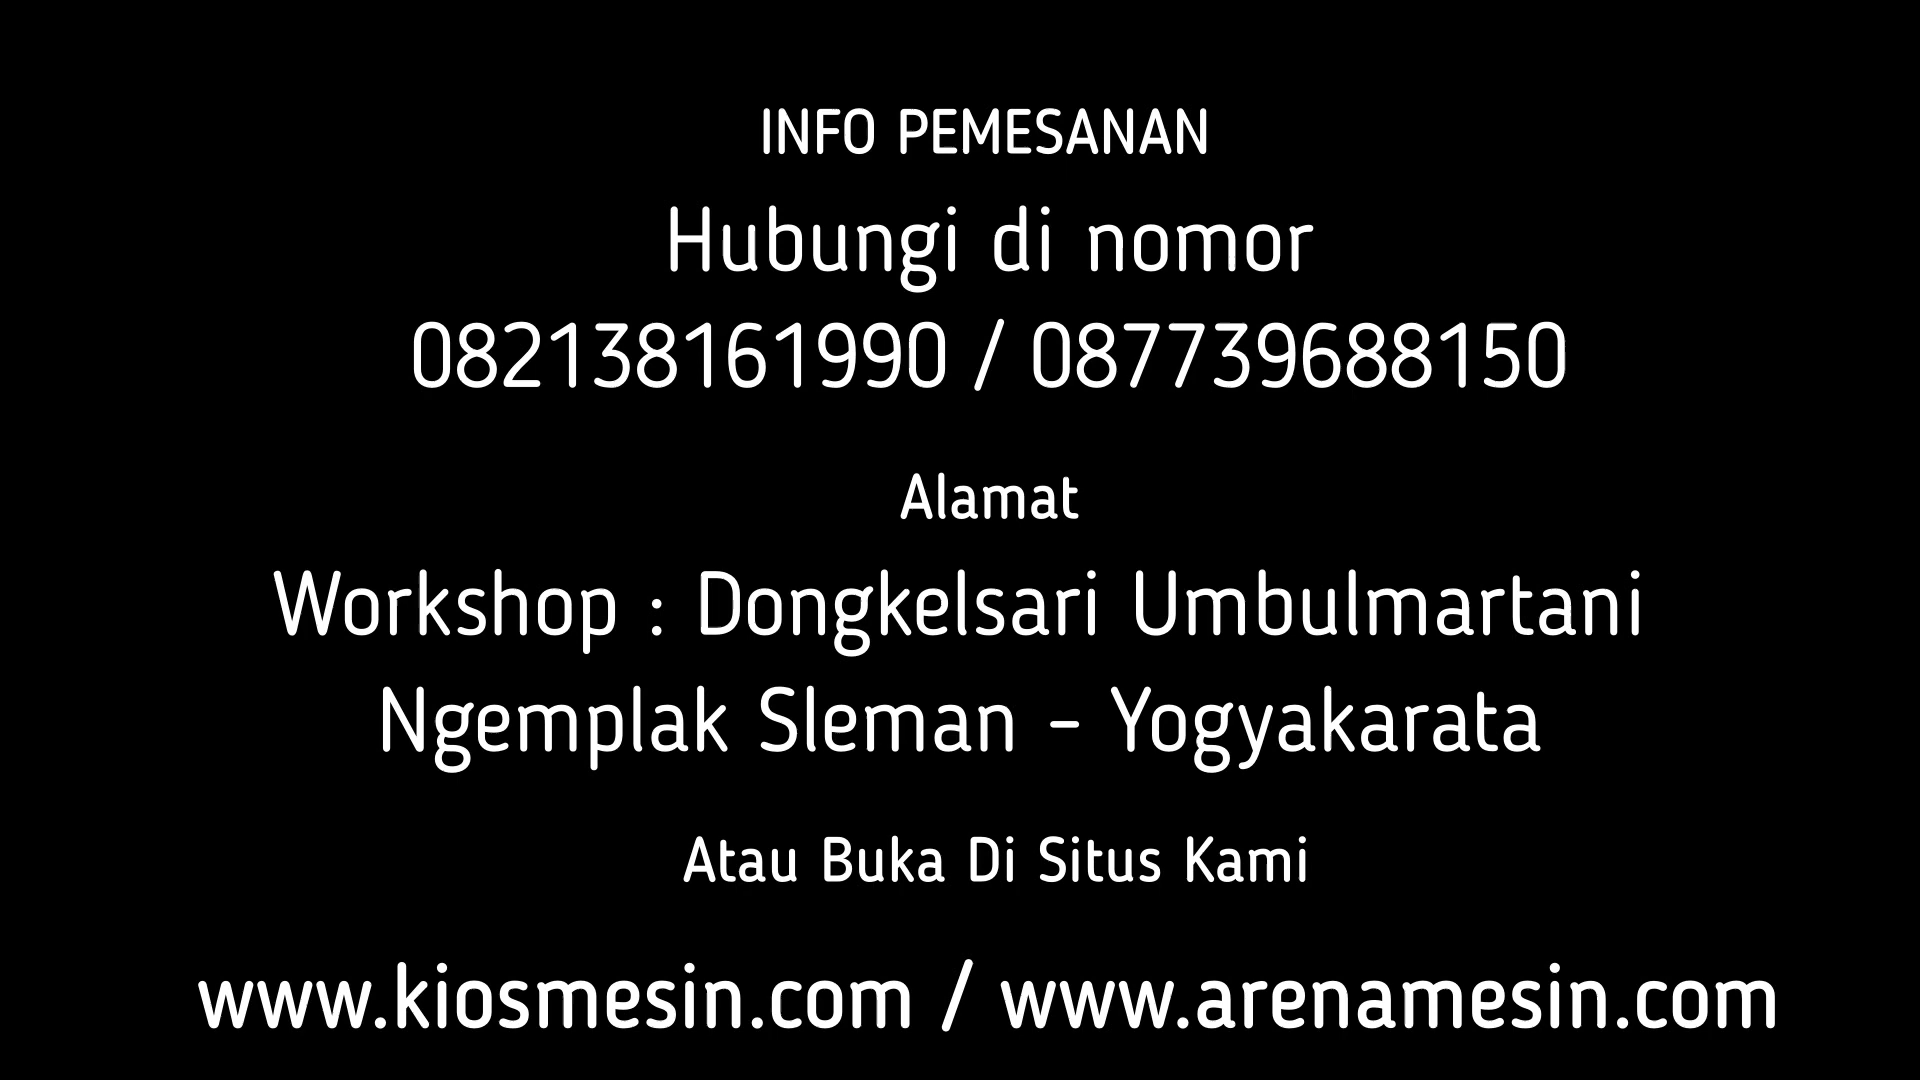 INFO PEMESANAN
Hubungi di nomor
082138161990 / 087739688150
Alamat
Workshop : Dongkelsari Umbulmartani
Ngemplak Sleman - Yogyakarata
Atau Buka Di Situs Kami
www.kiosmesin.com / www.arenamesin.com